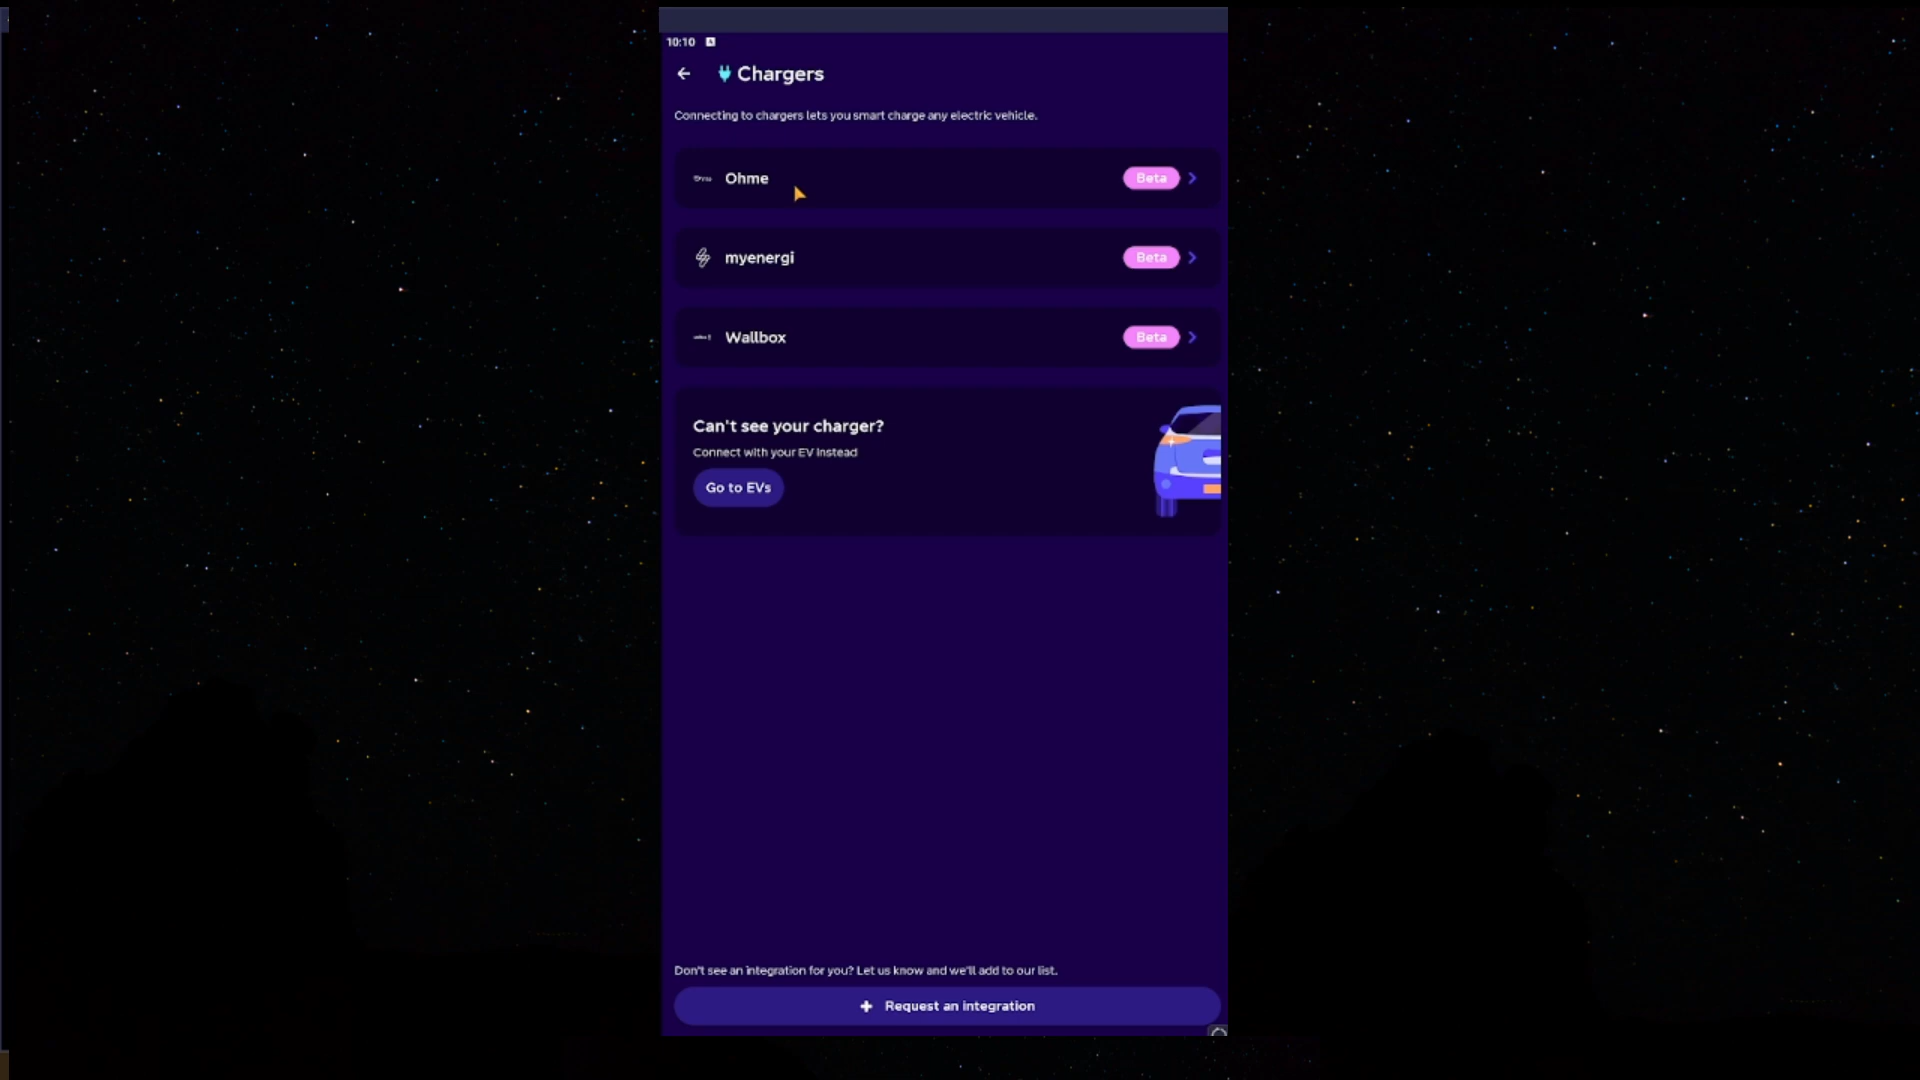 10:10
Chargers
Connecting to chargers lets you smart charge any electric vehicle.
Ohme
Beta
myenergi
Beta
Wallbox
Beta
Can't see your charger?
Connect with your EV instead
Go to EVs
Don't see an integration for you? Let us know and we'll add to our list.
Request an integration